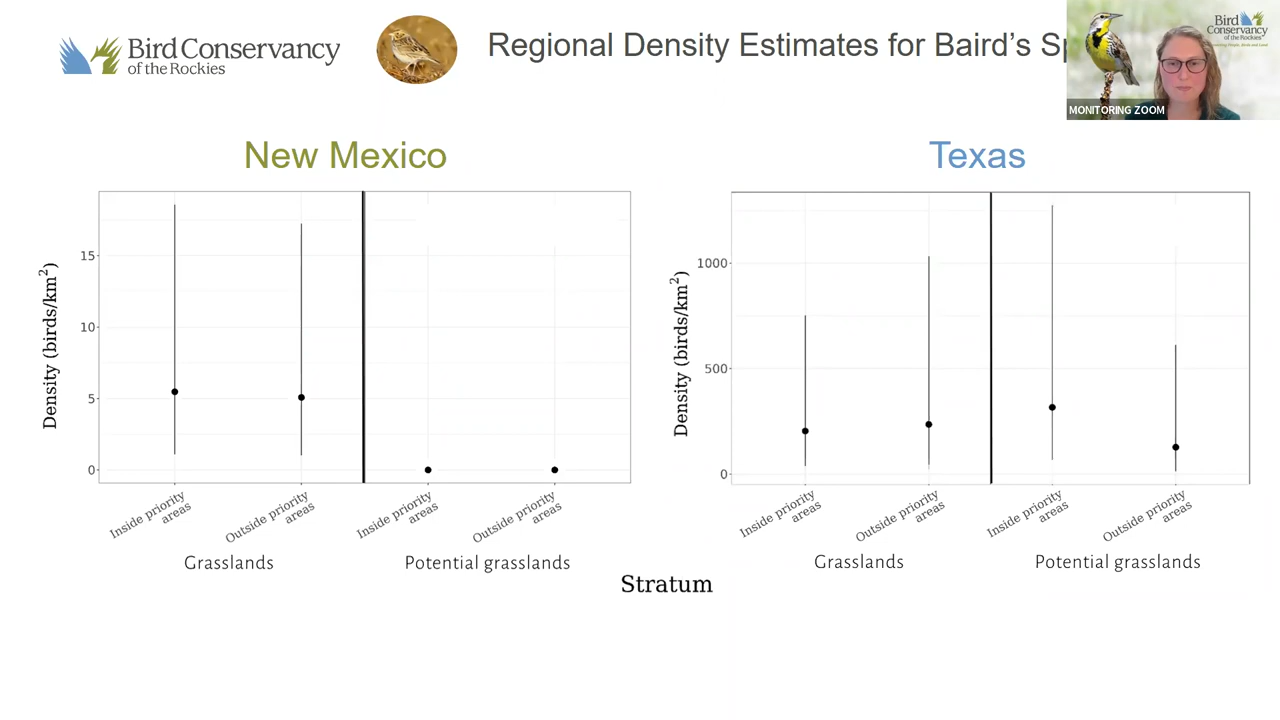 Bird Conservancy
of the Rockies
Regional Density Estimates for Baird's Sp
Bird
Conservancy
of the Rockies
MONITORING ZOOM
New Mexico
Density (birds/km²)
15
10
5
0
Inside priority
areas
Outside priority
areas
Inside priority
areas
Outside priority
areas
Grasslands
Potential grasslands
Texas
Density (birds/km²)
1000
500
0
Inside priority
areas
Outside priority
areas
Inside priority
areas
Outside priority
areas
Grasslands
Potential grasslands
Stratum